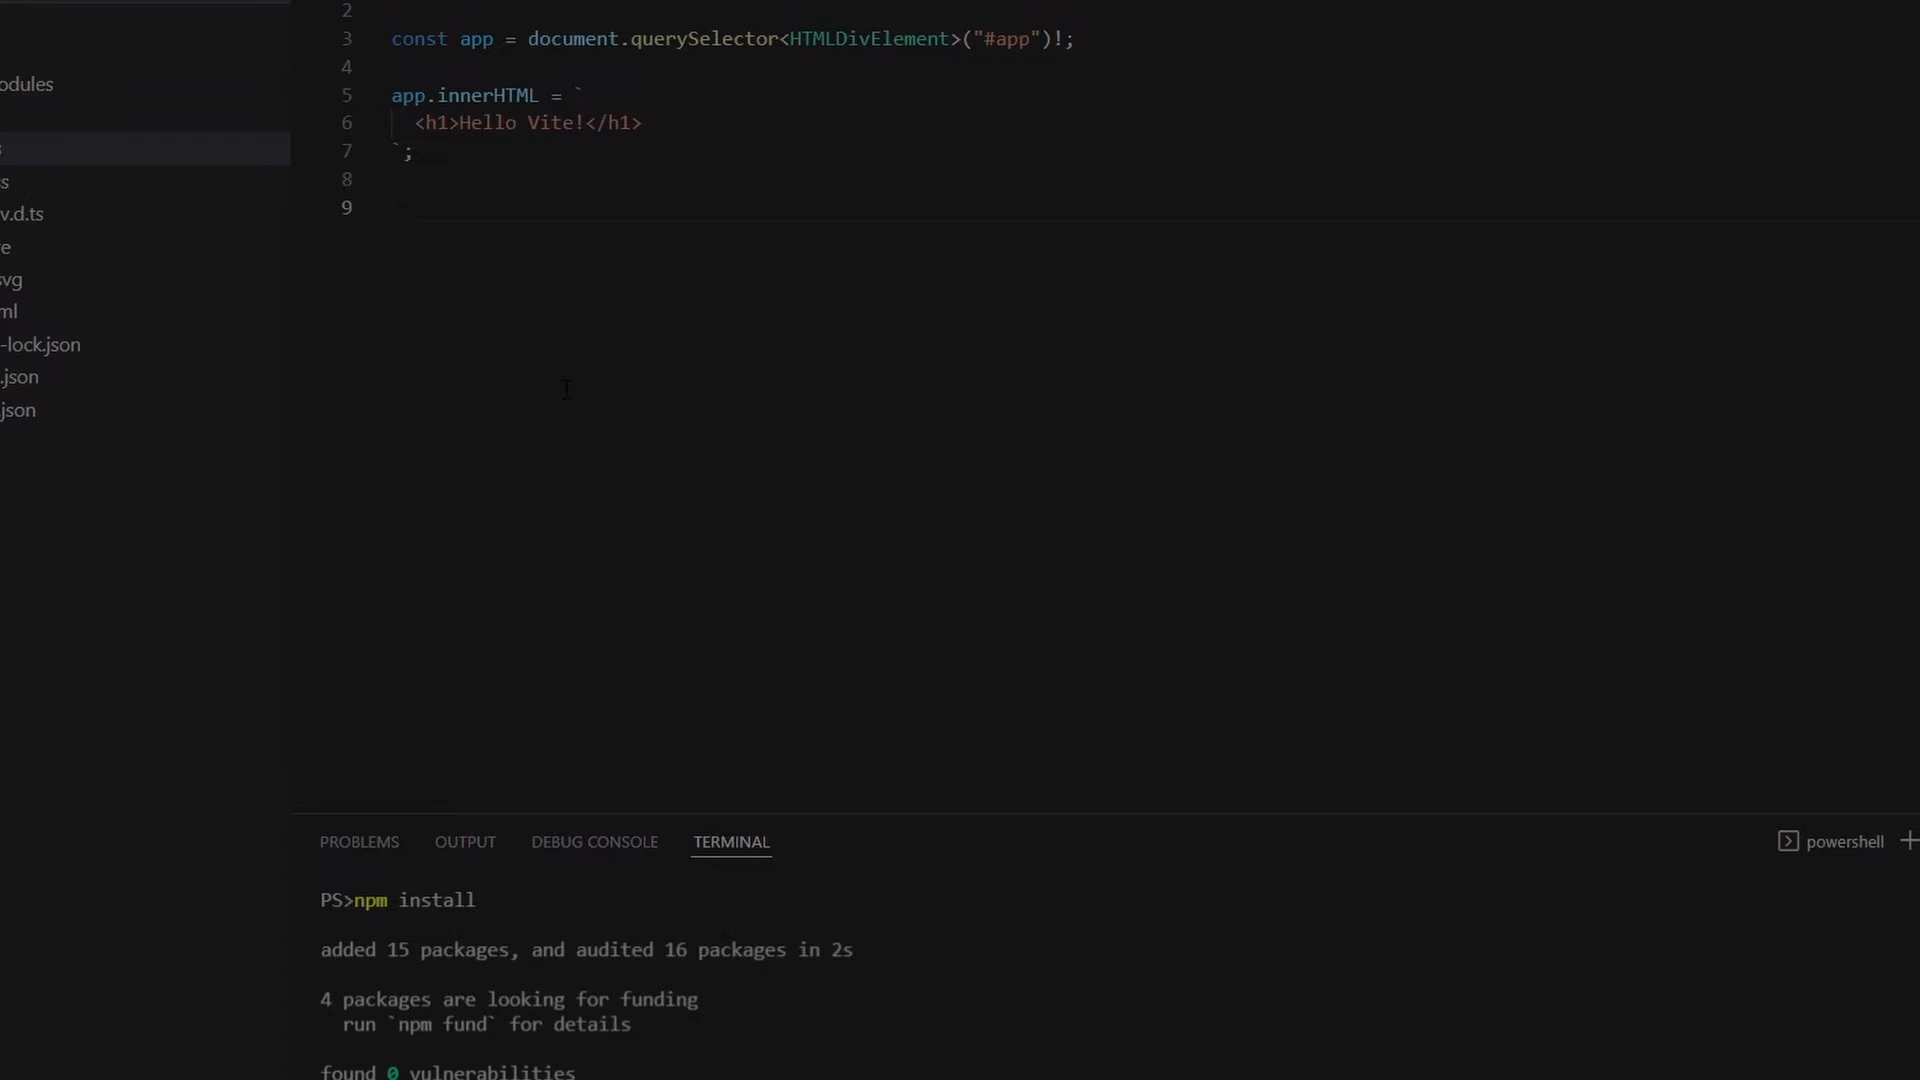 odules
s
v.d.ts
e
svg
ml
-lock.json
.json
.json
2
3 const app = document.querySelector<HTMLDivElement>("#app")!;
4
5 app.innerHTML = `
6 <h1>Hello Vite!</h1>
7 `;
8
9
PROBLEMS OUTPUT DEBUG CONSOLE TERMINAL powershell
PS>npm install
added 15 packages, and audited 16 packages in 2s
4 packages are looking for funding
run `npm fund` for details
found 0 vulnerabilities